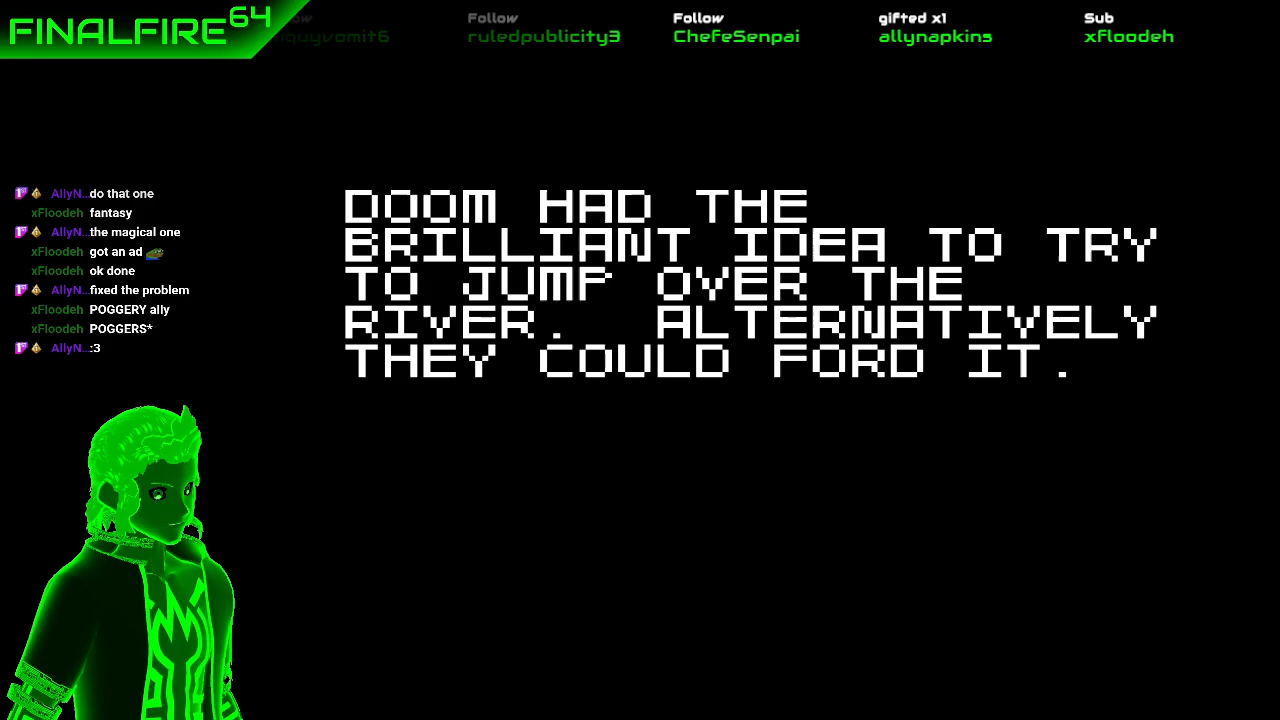 FINALFIRE64
Follow
ruledpublicity3
Follow
ChefeSenpai
gifted x1
allynapkins
Sub
xFloodeh
AllyN... do that one
xFloodeh fantasy
AllyN... the magical one
xFloodeh got an ad
xFloodeh ok done
AllyN... fixed the problem
xFloodeh POGGERY ally
xFloodeh POGGERS*
AllyN... :3
DOOM HAD THE
BRILLIANT IDEA TO TRY
TO JUMP OVER THE
RIVER. ALTERNATIVELY
THEY COULD FORD IT.